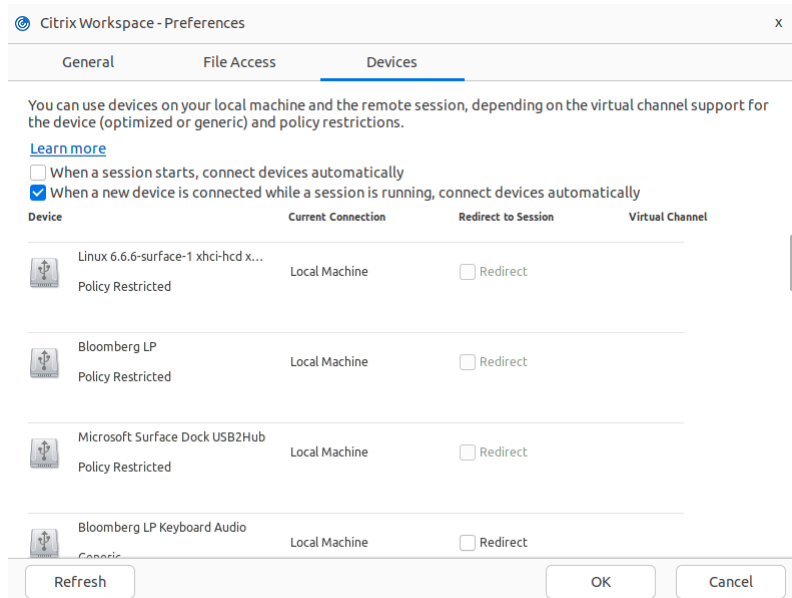 Citrix Workspace - Preferences x
General File Access Devices
You can use devices on your local machine and the remote session, depending on the virtual channel support for
the device (optimized or generic) and policy restrictions.
Learn more
When a session starts, connect devices automatically
When a new device is connected while a session is running, connect devices automatically
Device Current Connection Redirect to Session Virtual Channel
Linux 6.6.6-surface-1 xhci-hcd x...
Policy Restricted
Local Machine Redirect
Bloomberg LP
Policy Restricted
Local Machine Redirect
Microsoft Surface Dock USB2Hub
Policy Restricted
Local Machine Redirect
Bloomberg LP Keyboard Audio
Generic
Local Machine Redirect
Refresh OK Cancel